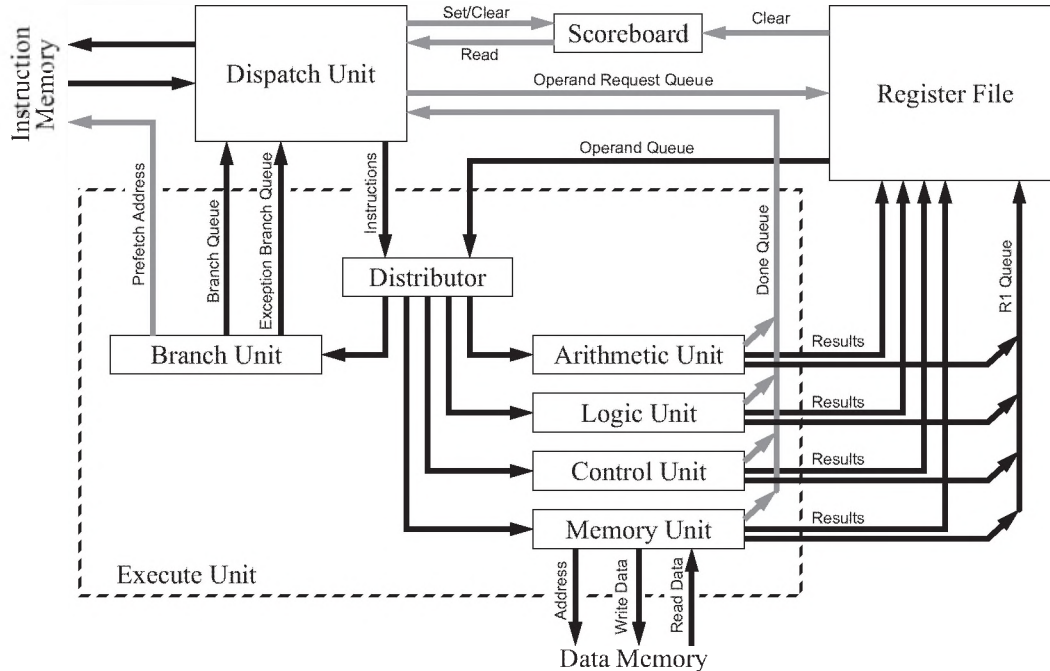 Set/Clear
Clear
Scoreboard
Read
Instruction
Memory
Dispatch Unit
Operand Request Queue
Register File
Operand Queue
Prefetch Address
Branch Queue
Exception Branch Queue
Instructions
Done Queue
R1 Queue
Distributor
Branch Unit
Arithmetic Unit
Results
Logic Unit
Results
Control Unit
Results
Memory Unit
Results
Execute Unit
Address
Write Data
Read Data
Data Memory